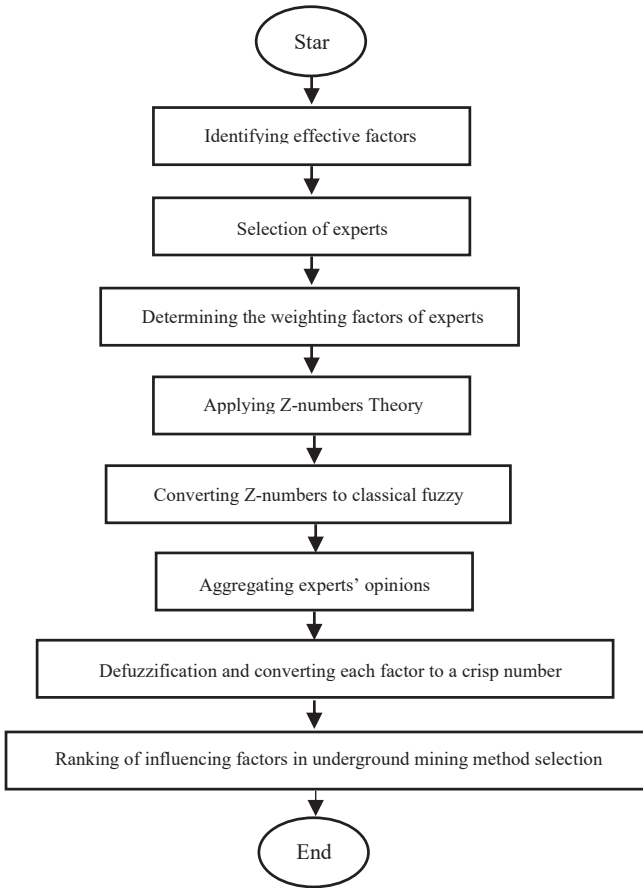 Star
Identifying effective factors
Selection of experts
Determining the weighting factors of experts
Applying Z-numbers Theory
Converting Z-numbers to classical fuzzy
Aggregating experts’ opinions
Defuzzification and converting each factor to a crisp number
Ranking of influencing factors in underground mining method selection
End